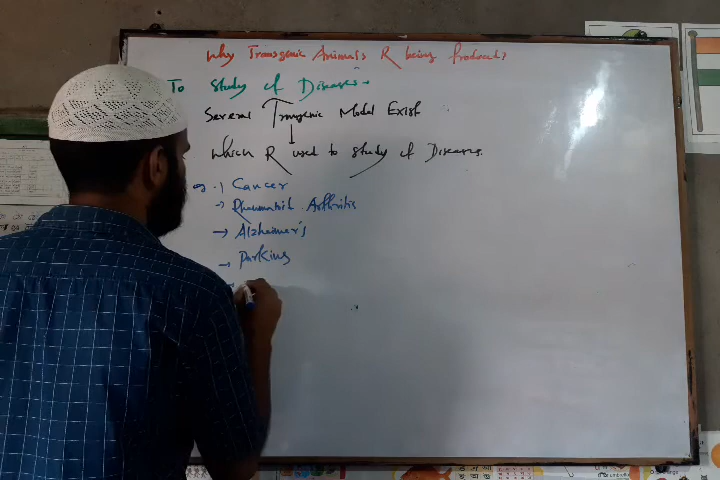 Why Transgenic Animals R being Produced?
To Study of Diseases
Several Transgenic Model Exist
Which R used to Study of Diseases.
Cancer
Rheumatoid Arthritis
→ Alzheimer's
→ Parkins